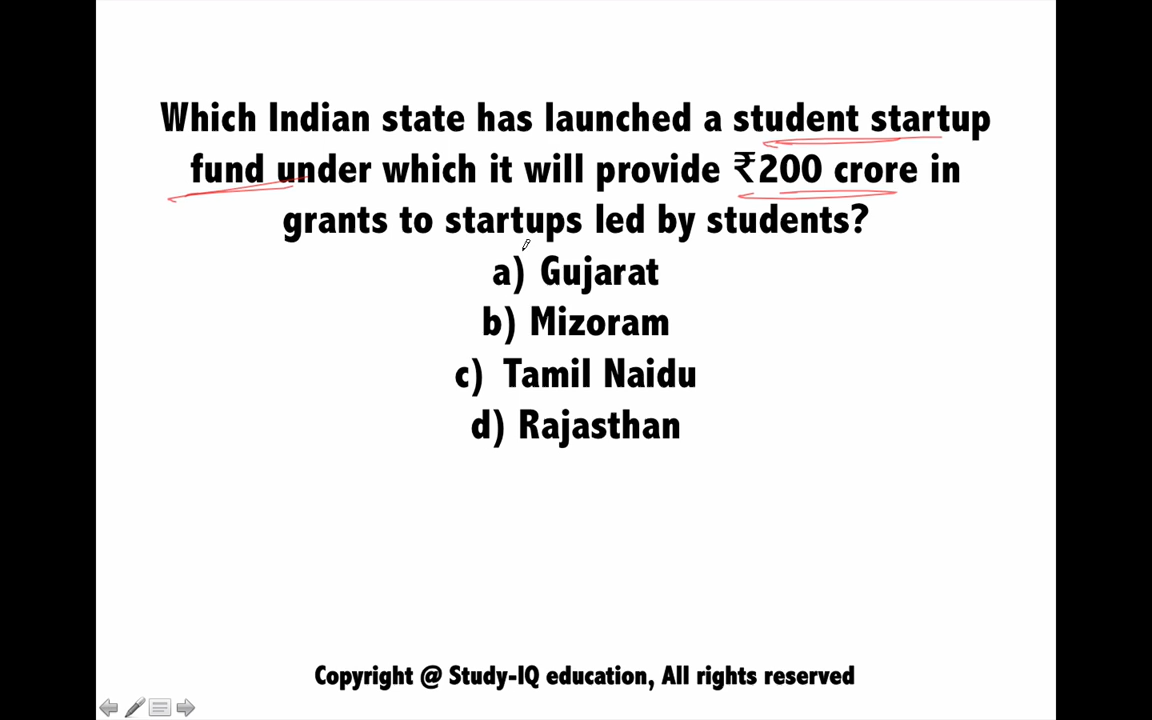 Which Indian state has launched a student startup
fund under which it will provide ₹200 crore in
grants to startups led by students?
a) Gujarat
b) Mizoram
c) Tamil Naidu
d) Rajasthan
Copyright @ Study-IQ education, All rights reserved